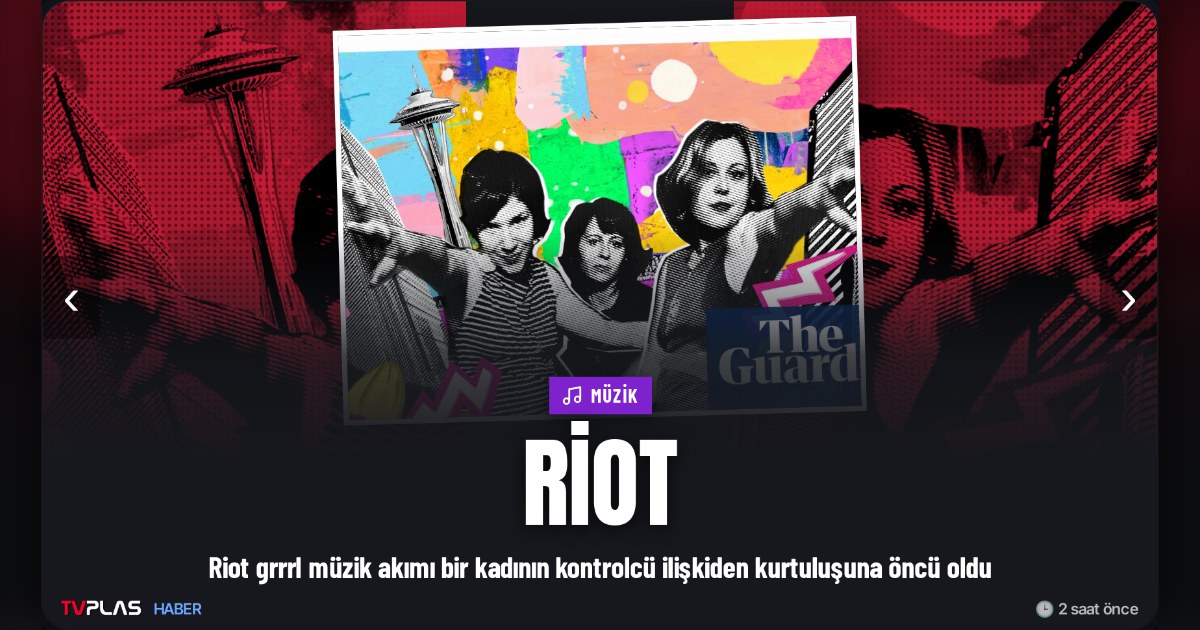 The
Guard
MÜZİK
RİOT
Riot grrrl müzik akımı bir kadının kontrolcü ilişkiden kurtuluşuna öncü oldu
TVPLAS HABER
2 saat önce